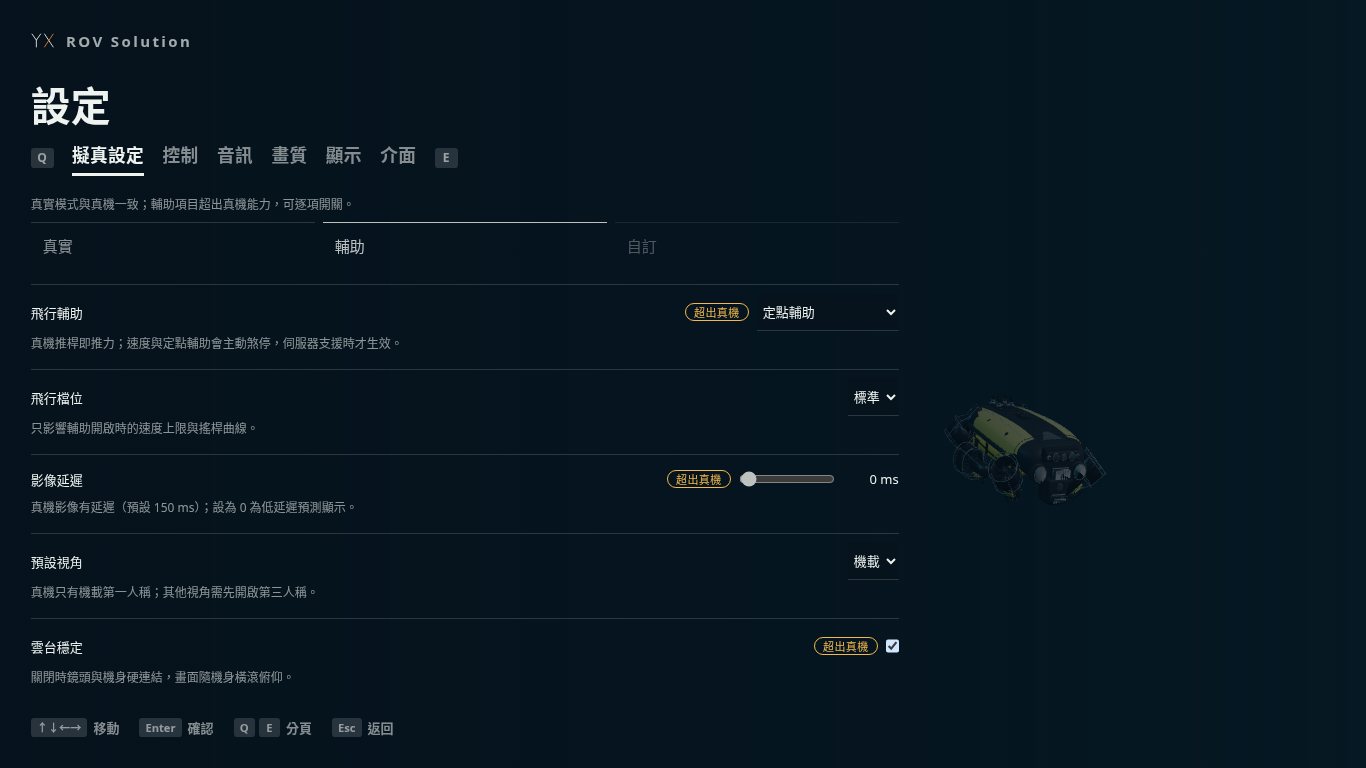 YX ROV Solution
設定
Q 擬真設定 控制 音訊 畫質 顯示 介面 E
真實模式與真機一致；輔助項目超出真機能力，可逐項開關。
真實 輔助 自訂
飛行輔助 超出真機 定點輔助
真機推桿即推力；速度與定點輔助會主動煞停，伺服器支援時才生效。
飛行檔位 標準
只影響輔助開啟時的速度上限與搖桿曲線。
影像延遲 超出真機 0 ms
真機影像有延遲（預設 150 ms）；設為 0 為低延遲預測顯示。
預設視角 機載
真機只有機載第一人稱；其他視角需先開啟第三人稱。
雲台穩定 超出真機
關閉時鏡頭與機身硬連結，畫面隨機身橫滾俯仰。
↑↓←→ 移動 Enter 確認 Q E 分頁 Esc 返回